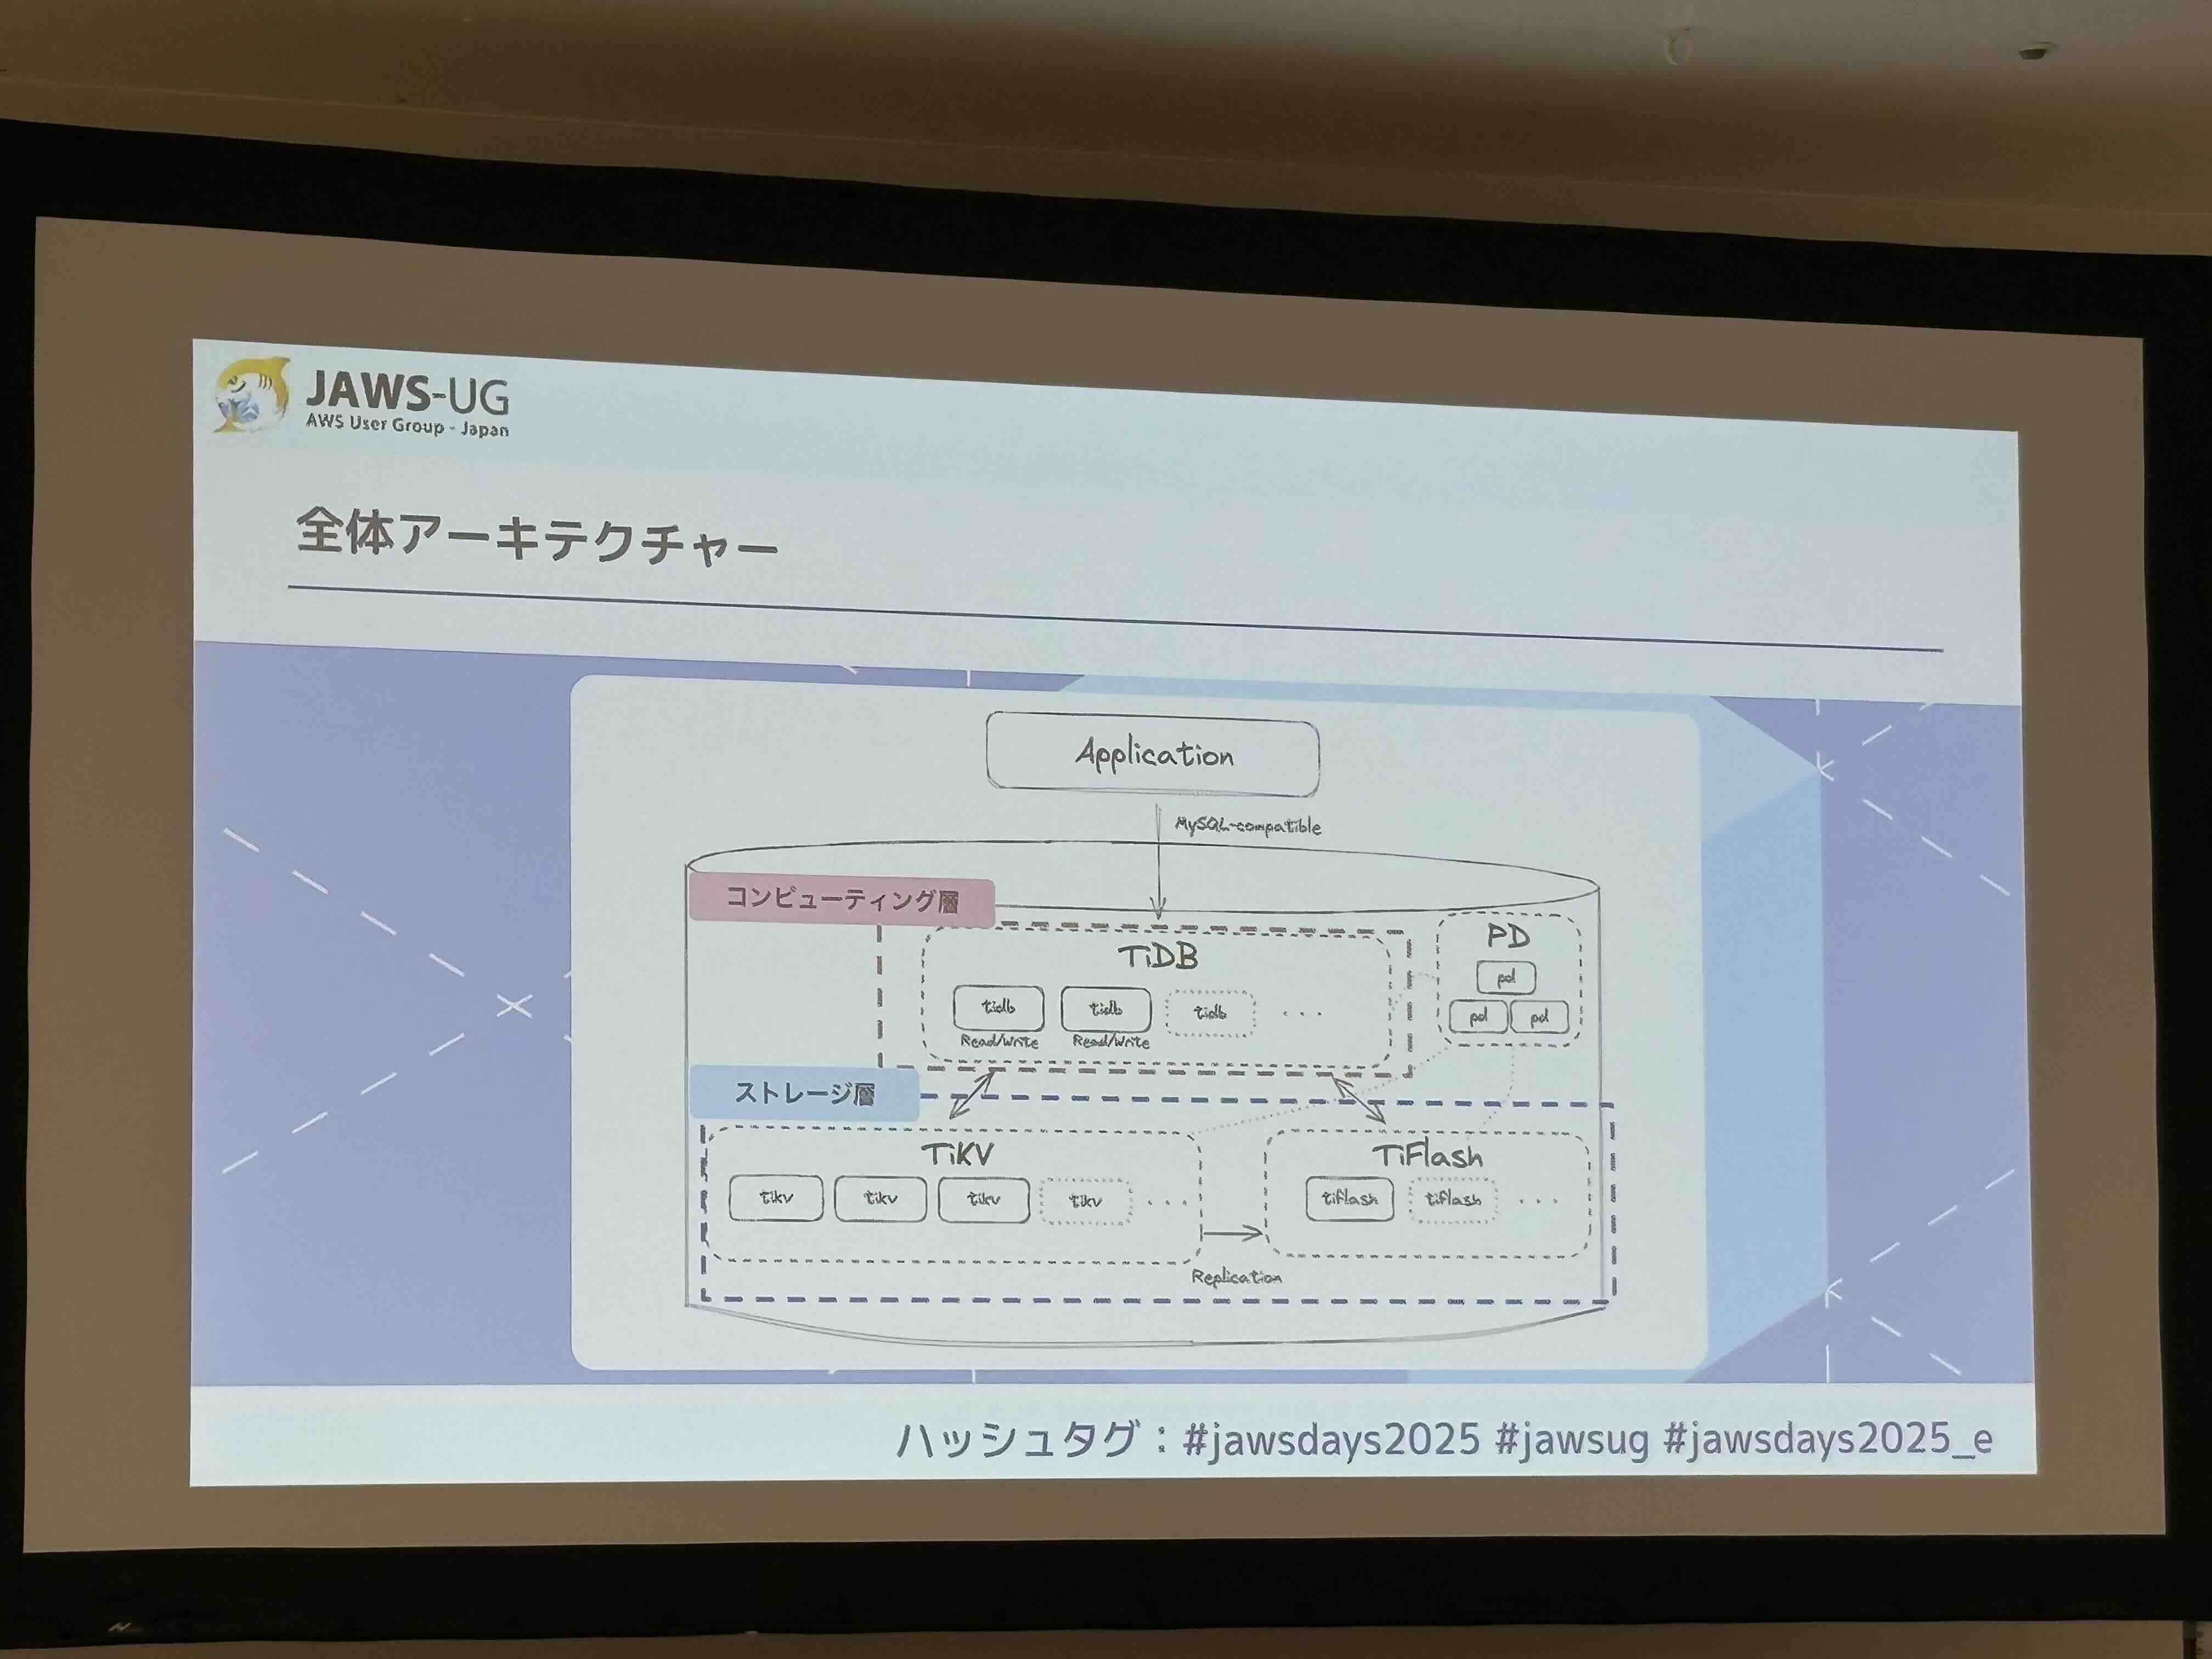 JAWS-UG
AWS User Group - Japan
全体アーキテクチャー
Application
MySQL-compatible
コンピューティング層
TiDB
PD
pd
tidb tidb tidb ...
pd pd
Read/Write Read/Write
ストレージ層
TiKV
TiFlash
tikv tikv tikv tikv ...
tiflash tiflash ...
Replication
ハッシュタグ：#jawsdays2025 #jawsug #jawsdays2025_e